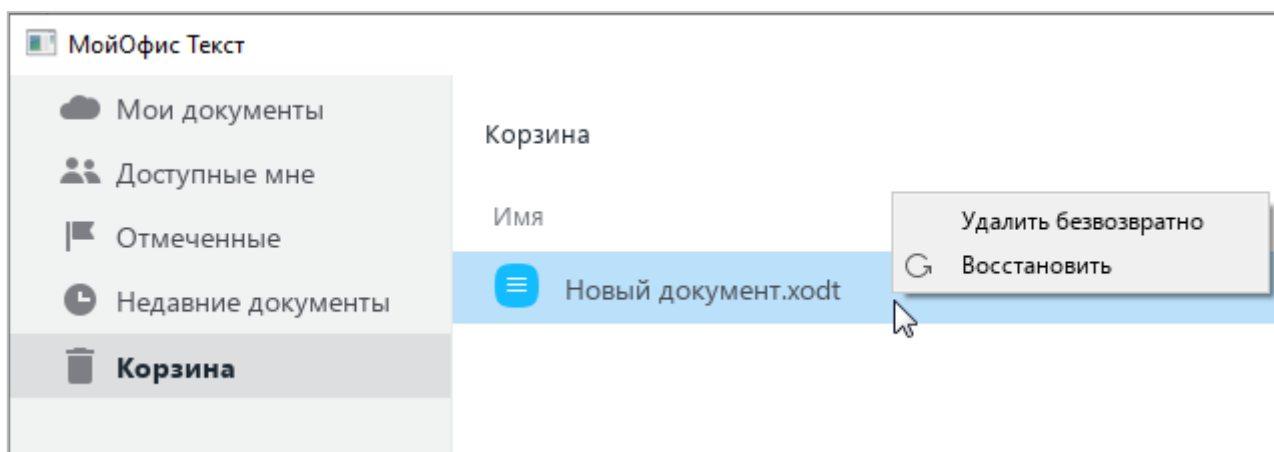 МойОфис Текст
Мои документы
Доступные мне
Отмеченные
Недавние документы
Корзина
Корзина
Имя
Новый документ.xodt
Удалить безвозвратно
Восстановить